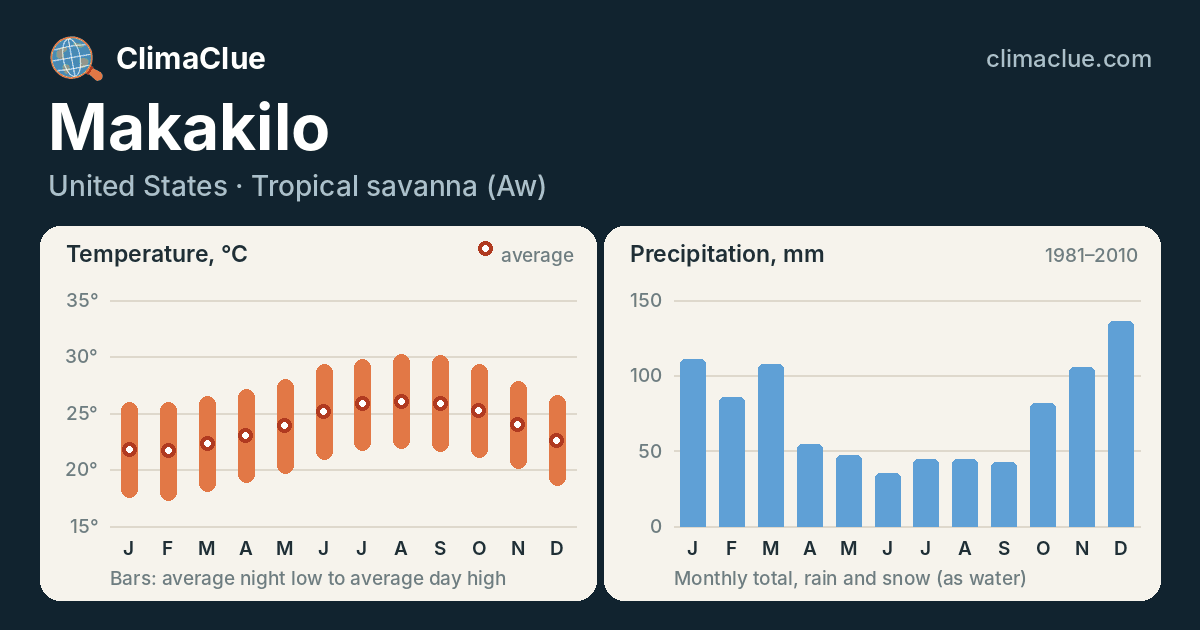 ClimaClue
climaclue.com
Makakilo
United States · Tropical savanna (Aw)
Temperature, °C
average
35°
30°
25°
20°
15°
J F M A M J J A S O N D
Bars: average night low to average day high
Precipitation, mm
1981–2010
150
100
50
0
J F M A M J J A S O N D
Monthly total, rain and snow (as water)